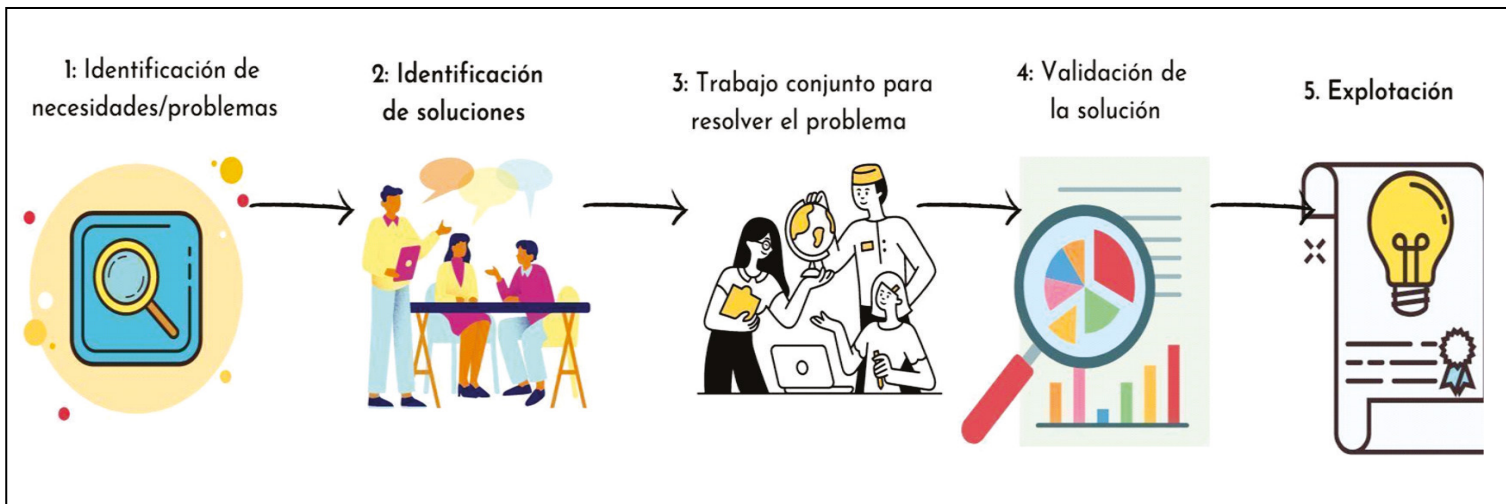 1: Identificación de
necesidades/problemas
2: Identificación
de soluciones
3: Trabajo conjunto para
resolver el problema
4: Validación de
la solución
5. Explotación